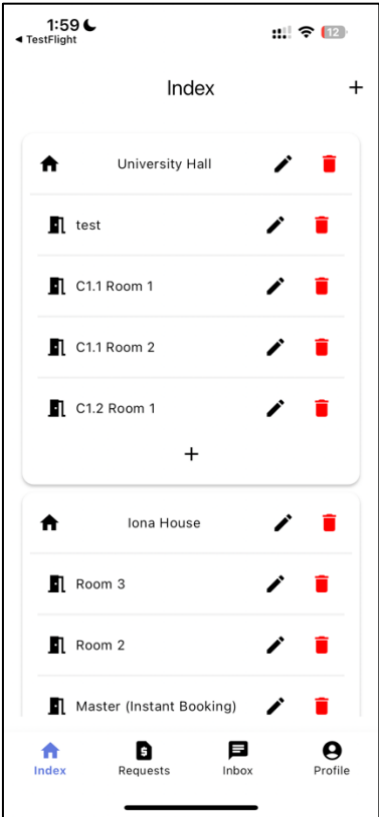 1:59
◀ TestFlight
12
Index
+
University Hall
test
C1.1 Room 1
C1.1 Room 2
C1.2 Room 1
+
Iona House
Room 3
Room 2
Master (Instant Booking)
Index Requests Inbox Profile